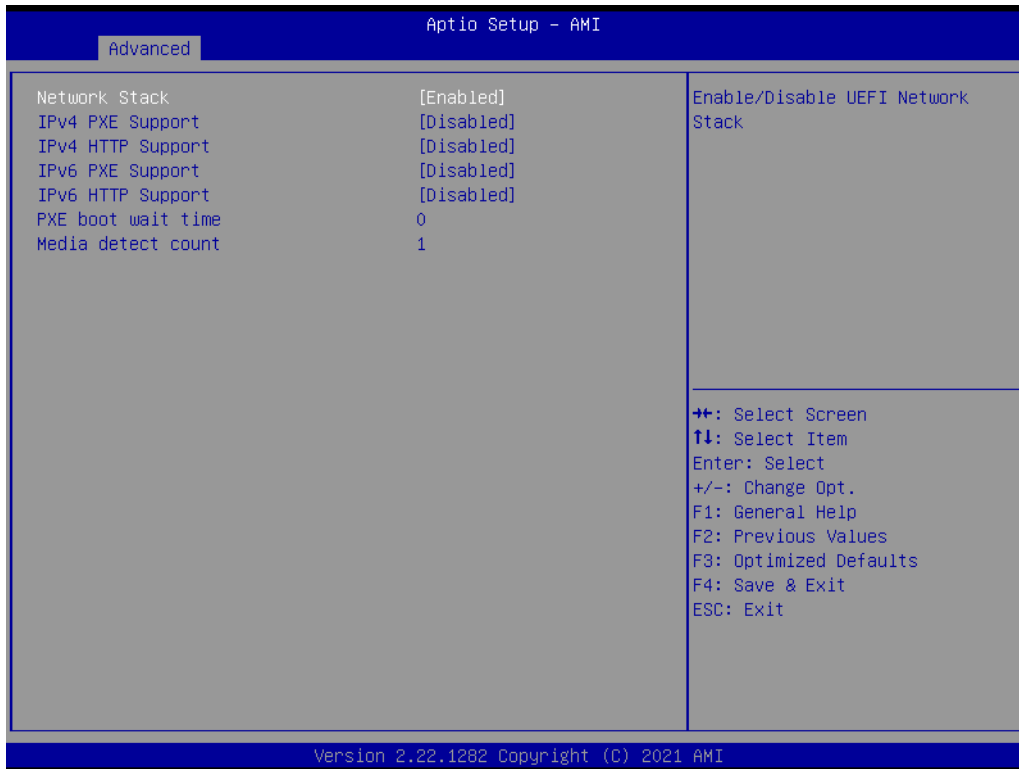 Aptio Setup – AMI
Advanced
Network Stack [Enabled]
IPv4 PXE Support [Disabled]
IPv4 HTTP Support [Disabled]
IPv6 PXE Support [Disabled]
IPv6 HTTP Support [Disabled]
PXE boot wait time 0
Media detect count 1
Enable/Disable UEFI Network
Stack
→←: Select Screen
↑↓: Select Item
Enter: Select
+/-: Change Opt.
F1: General Help
F2: Previous Values
F3: Optimized Defaults
F4: Save & Exit
ESC: Exit
Version 2.22.1282 Copyright (C) 2021 AMI